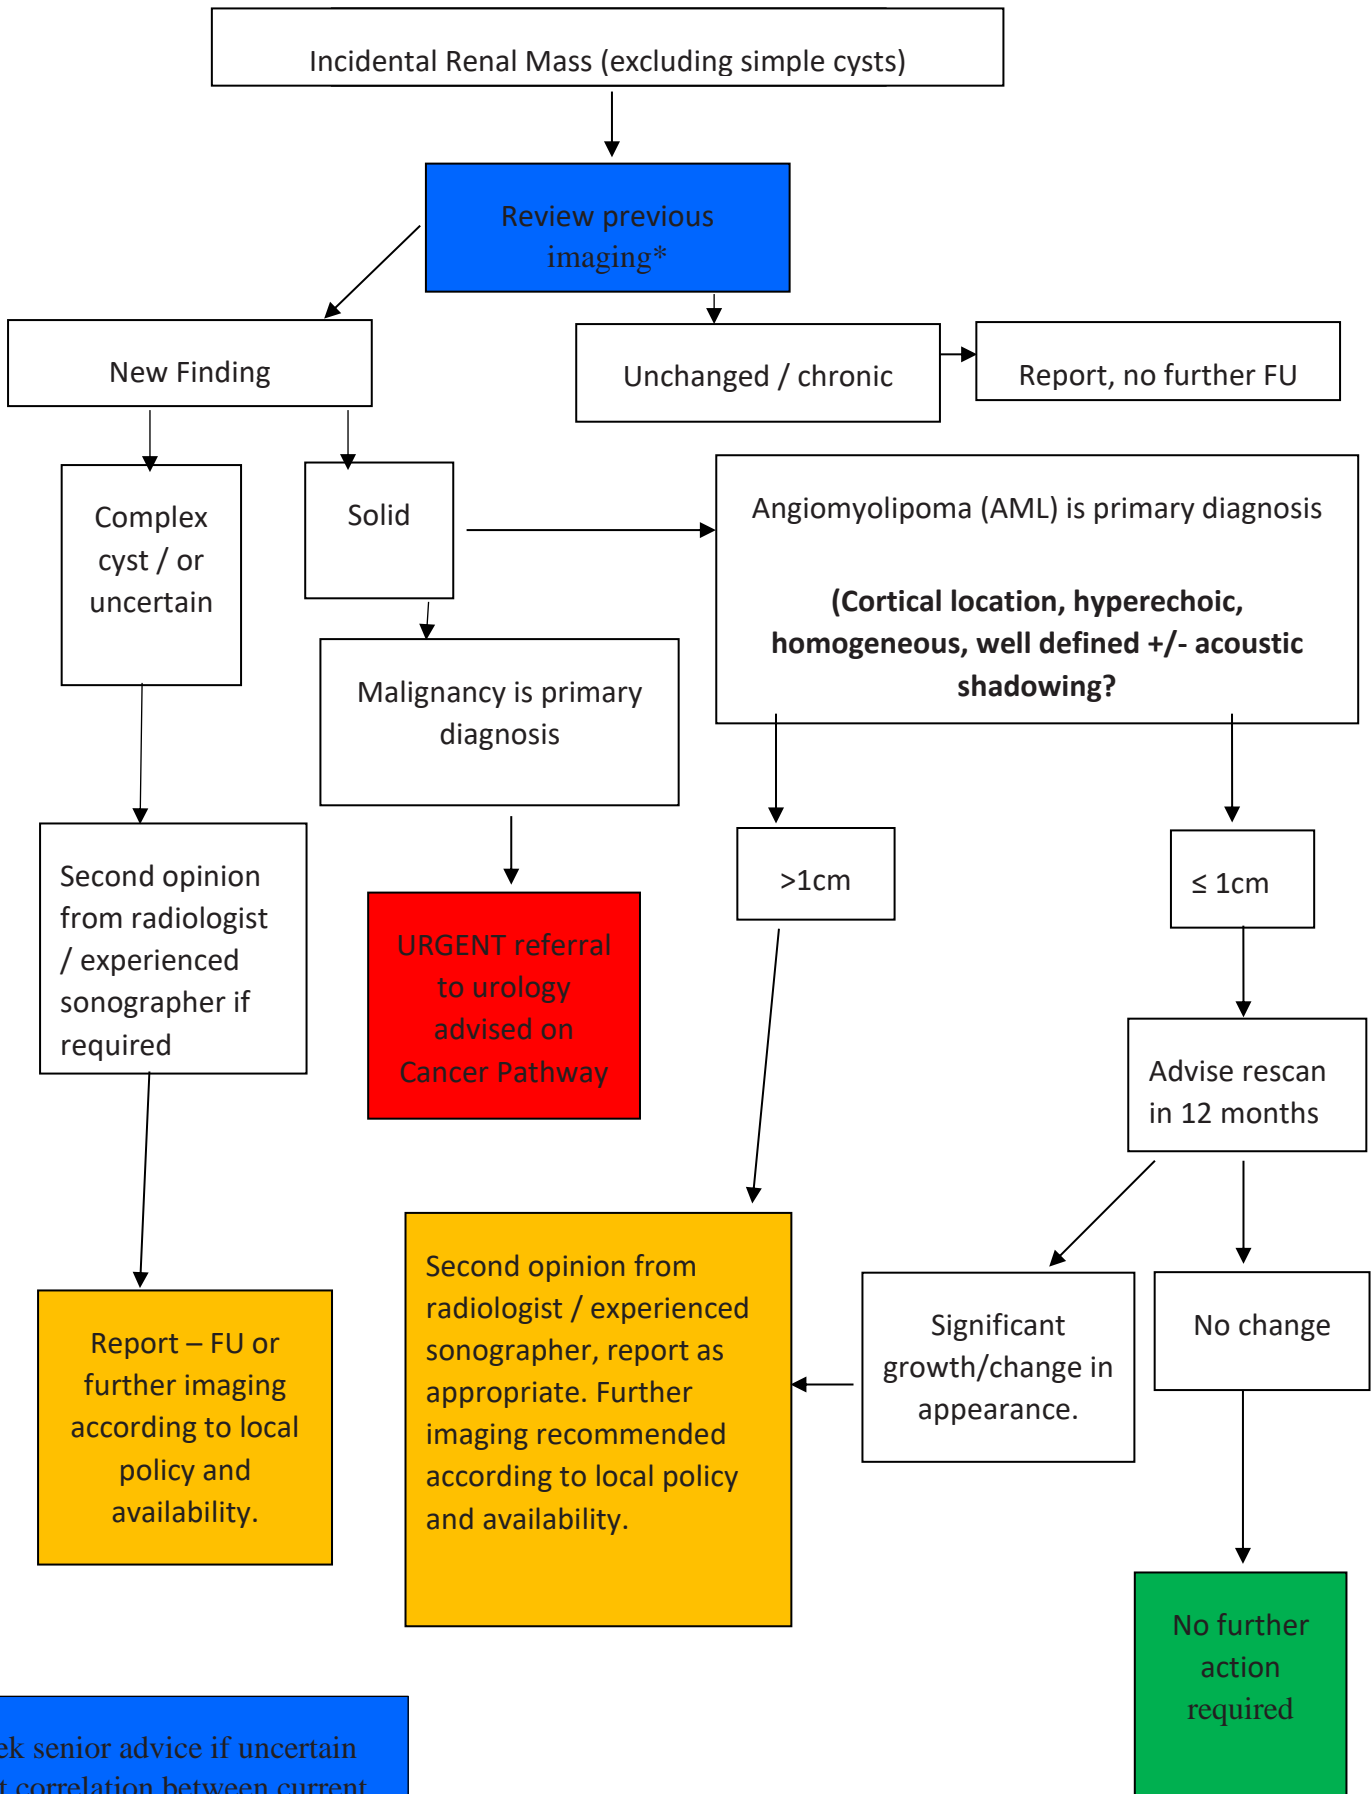 Incidental Renal Mass (excluding simple cysts)
Review previous
imaging*
New Finding
Unchanged / chronic
Report, no further FU
Complex
cyst / or
uncertain
Solid
Angiomyolipoma (AML) is primary diagnosis
(Cortical location, hyperechoic,
homogeneous, well defined +/- acoustic
shadowing?
Malignancy is primary
diagnosis
Second opinion
from radiologist
/ experienced
sonographer if
required
URGENT referral
to urology
advised on
Cancer Pathway
>1cm
≤ 1cm
Advise rescan
in 12 months
Second opinion from
radiologist / experienced
sonographer, report as
appropriate. Further
imaging recommended
according to local policy
and availability.
Significant
growth/change in
appearance.
No change
Report – FU or
further imaging
according to local
policy and
availability.
No further
action
required
senior advice if uncertain
correlation between current